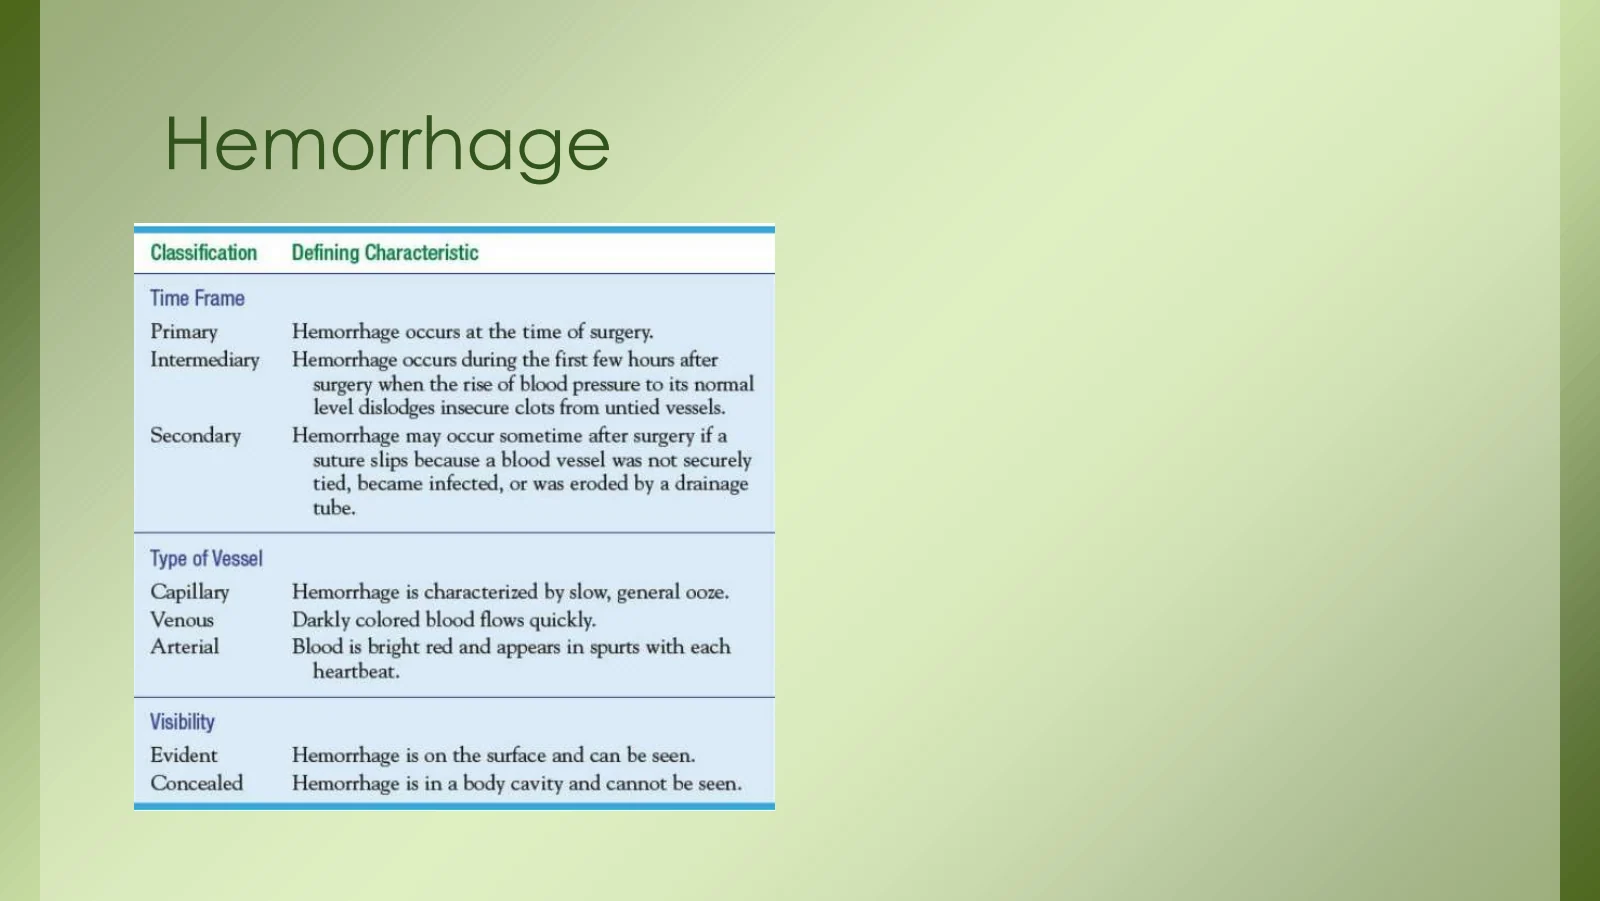 Hemorrhage
Classification Defining Characteristic
Time Frame
Primary Hemorrhage occurs at the time of surgery.
Intermediary Hemorrhage occurs during the first few hours after
surgery when the rise of blood pressure to its normal
level dislodges insecure clots from untied vessels.
Secondary Hemorrhage may occur sometime after surgery if a
suture slips because a blood vessel was not securely
tied, became infected, or was eroded by a drainage
tube.
Type of Vessel
Capillary Hemorrhage is characterized by slow, general ooze.
Venous Darkly colored blood flows quickly.
Arterial Blood is bright red and appears in spurts with each
heartbeat.
Visibility
Evident Hemorrhage is on the surface and can be seen.
Concealed Hemorrhage is in a body cavity and cannot be seen.